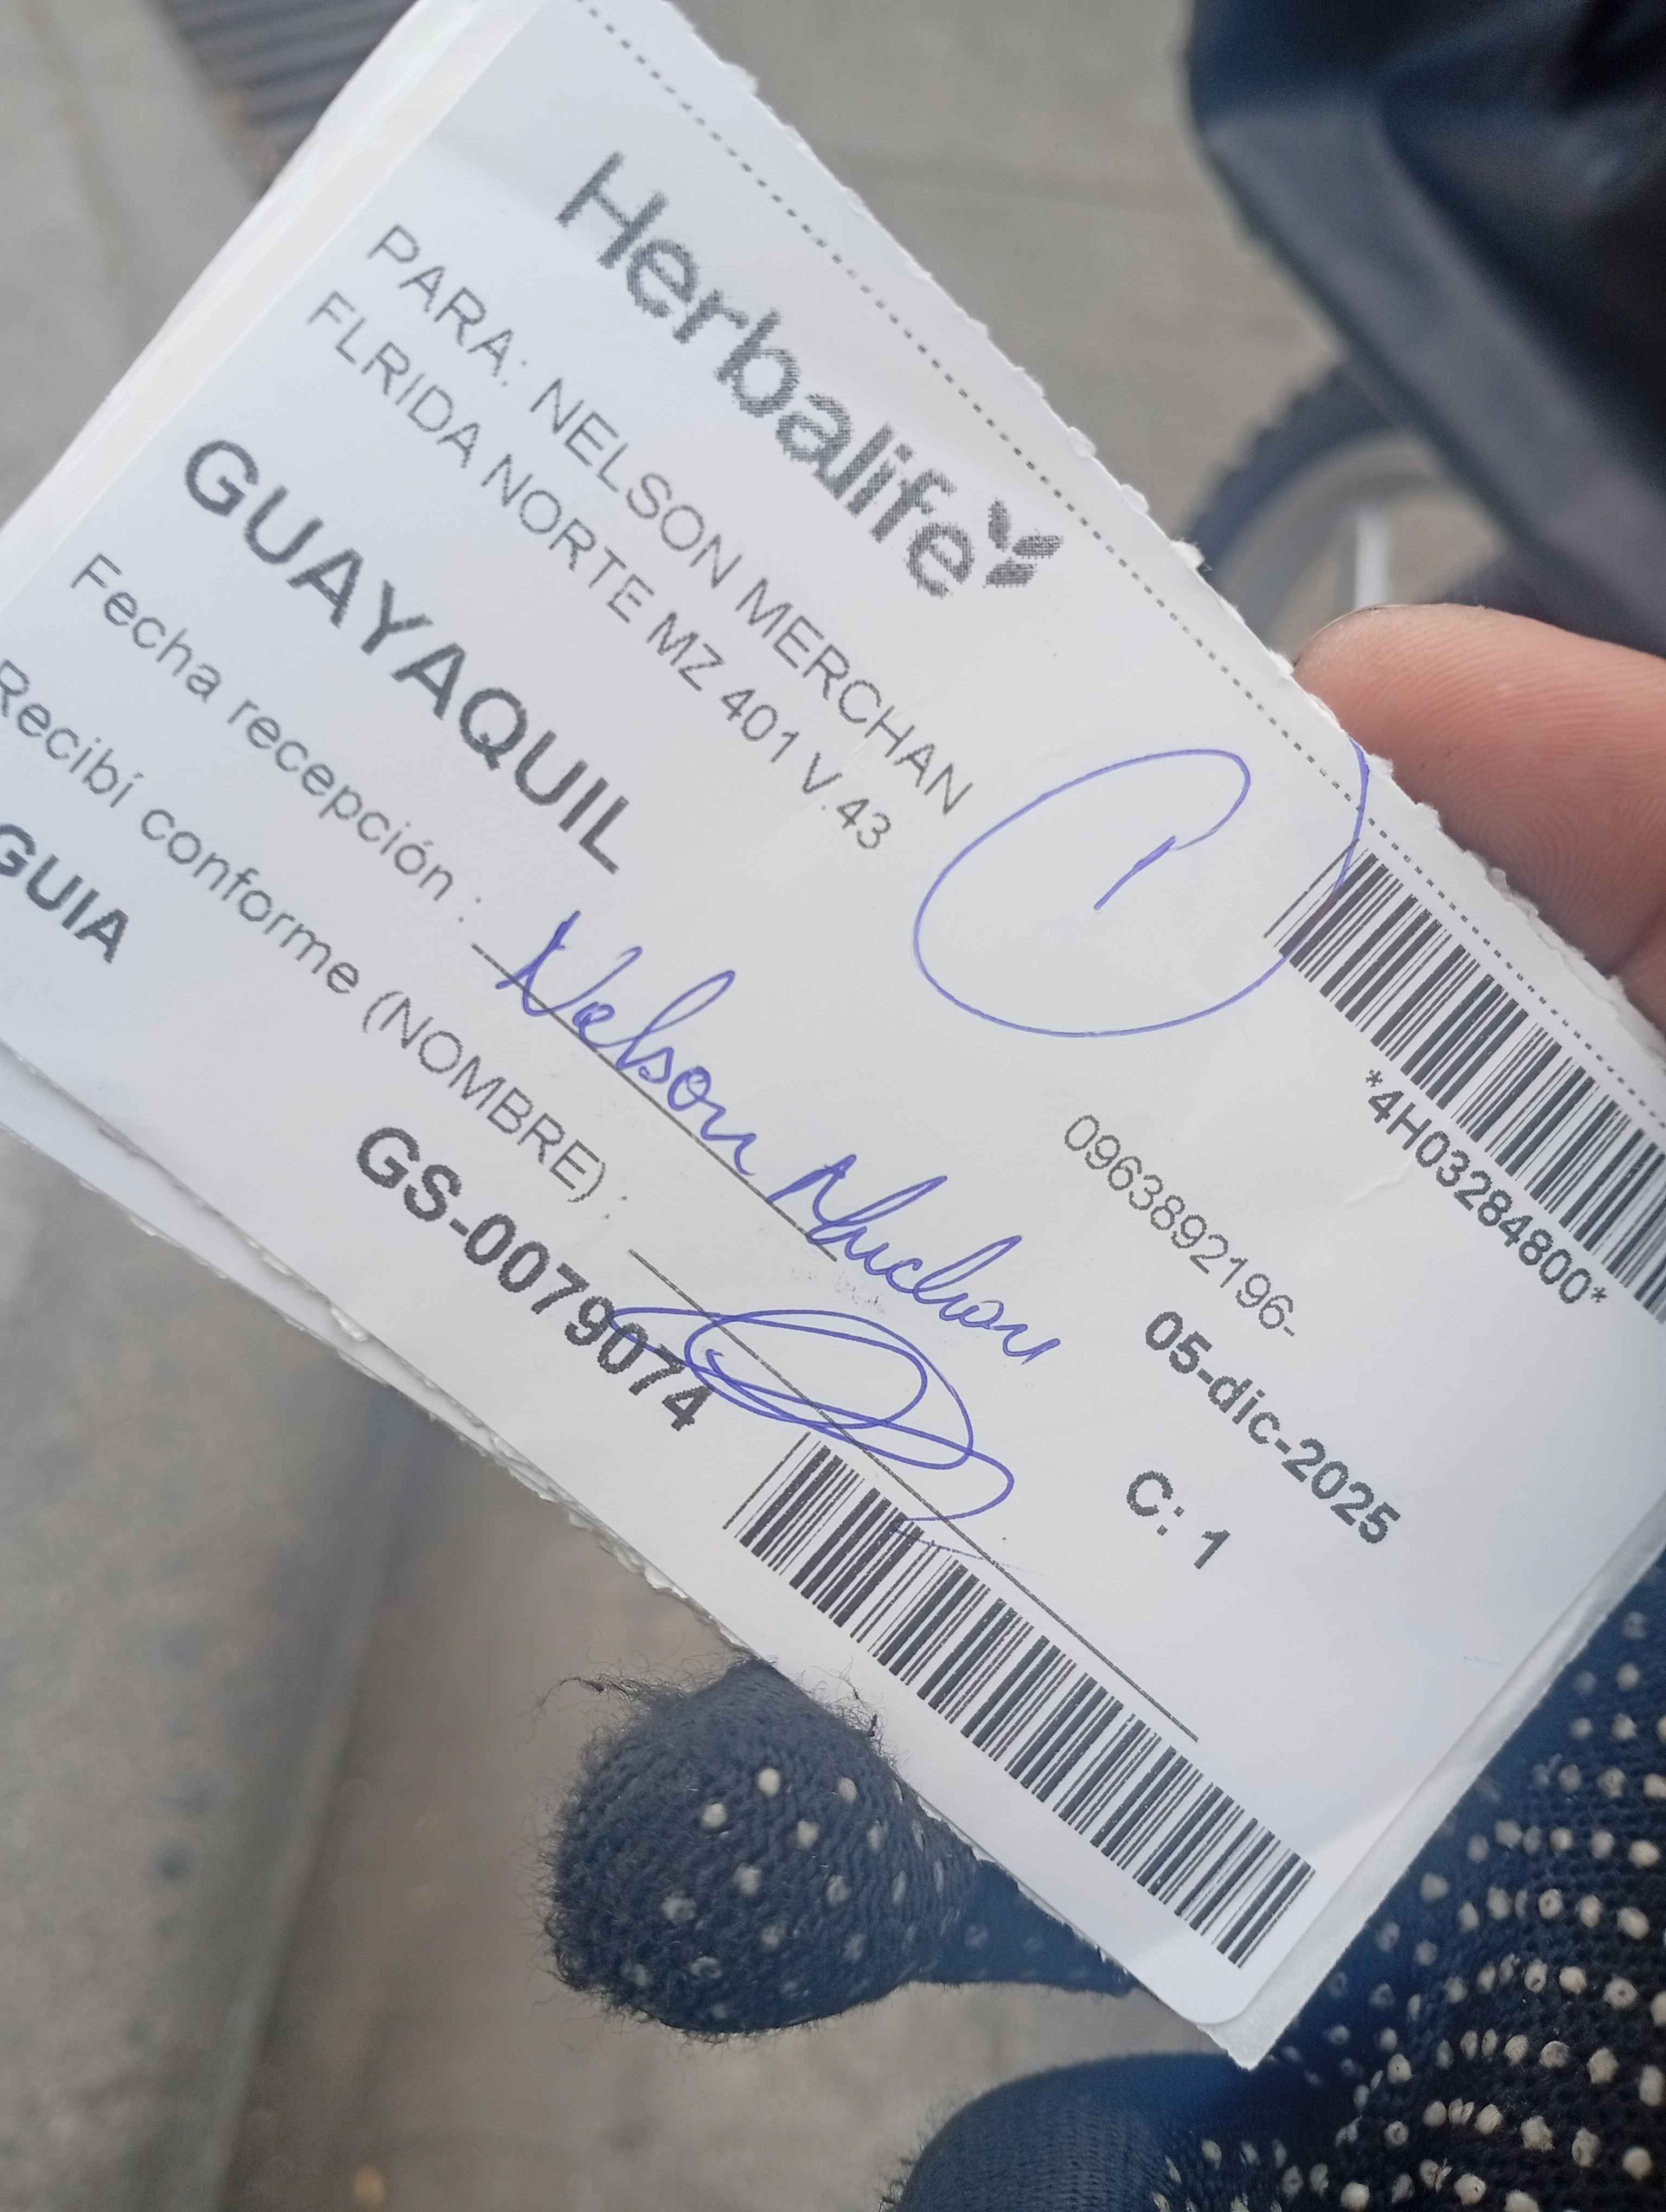 Herbalife
*4H03284800*
PARA: NELSON MERCHAN
FLRIDA NORTE MZ 401 V.43
0963892196-
GUAYAQUIL
05-dic-2025
Fecha recepción :
Nelson Merchan
C: 1
Recibí conforme (NOMBRE) :
GUIA
GS-0079074